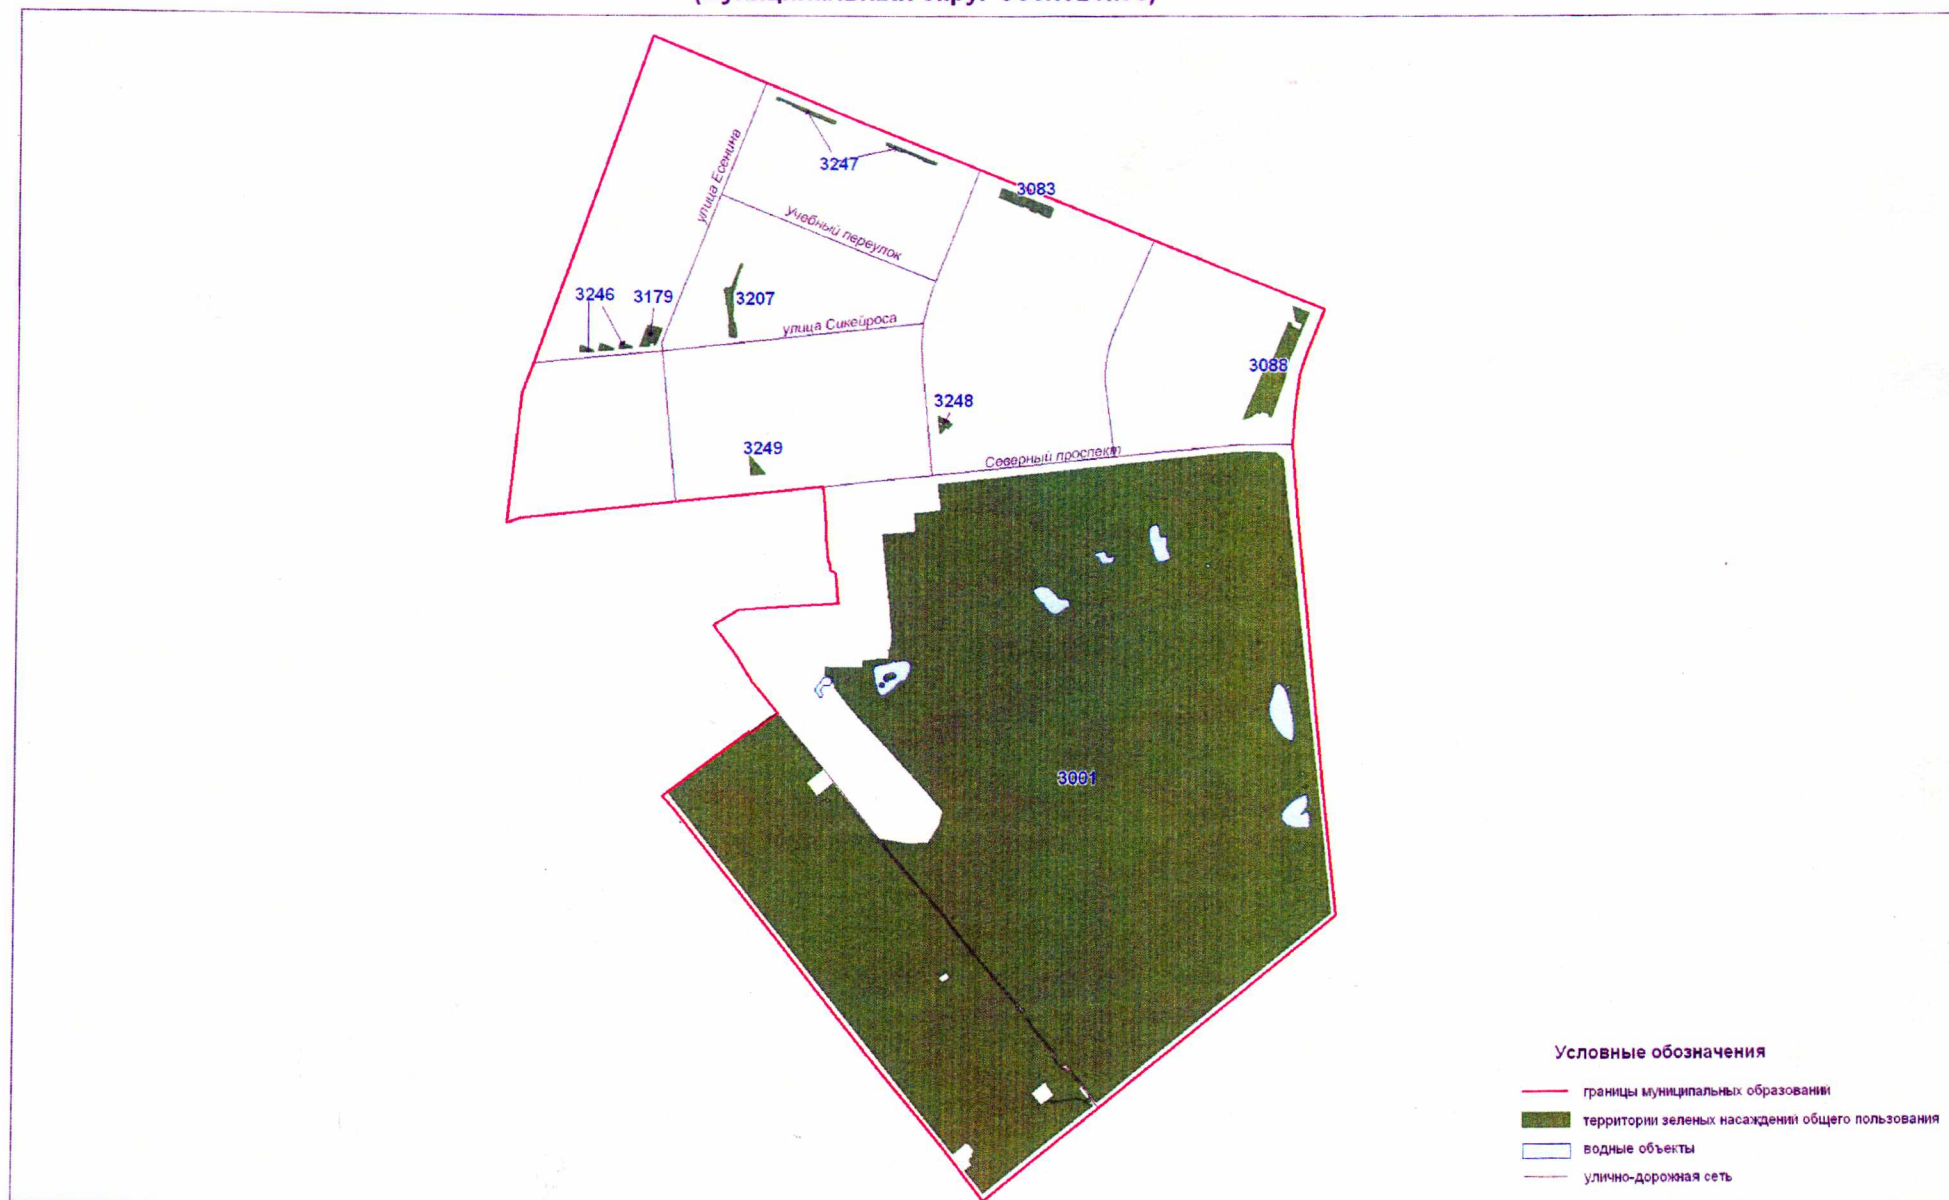 улица Есенина
3247
3083
Учебный переулок
3246
3179
3207
улица Сикейроса
3088
3248
3249
Северный проспект
3001
Условные обозначения
границы муниципальных образований
территории зеленых насаждений общего пользования
водные объекты
улично-дорожная сеть